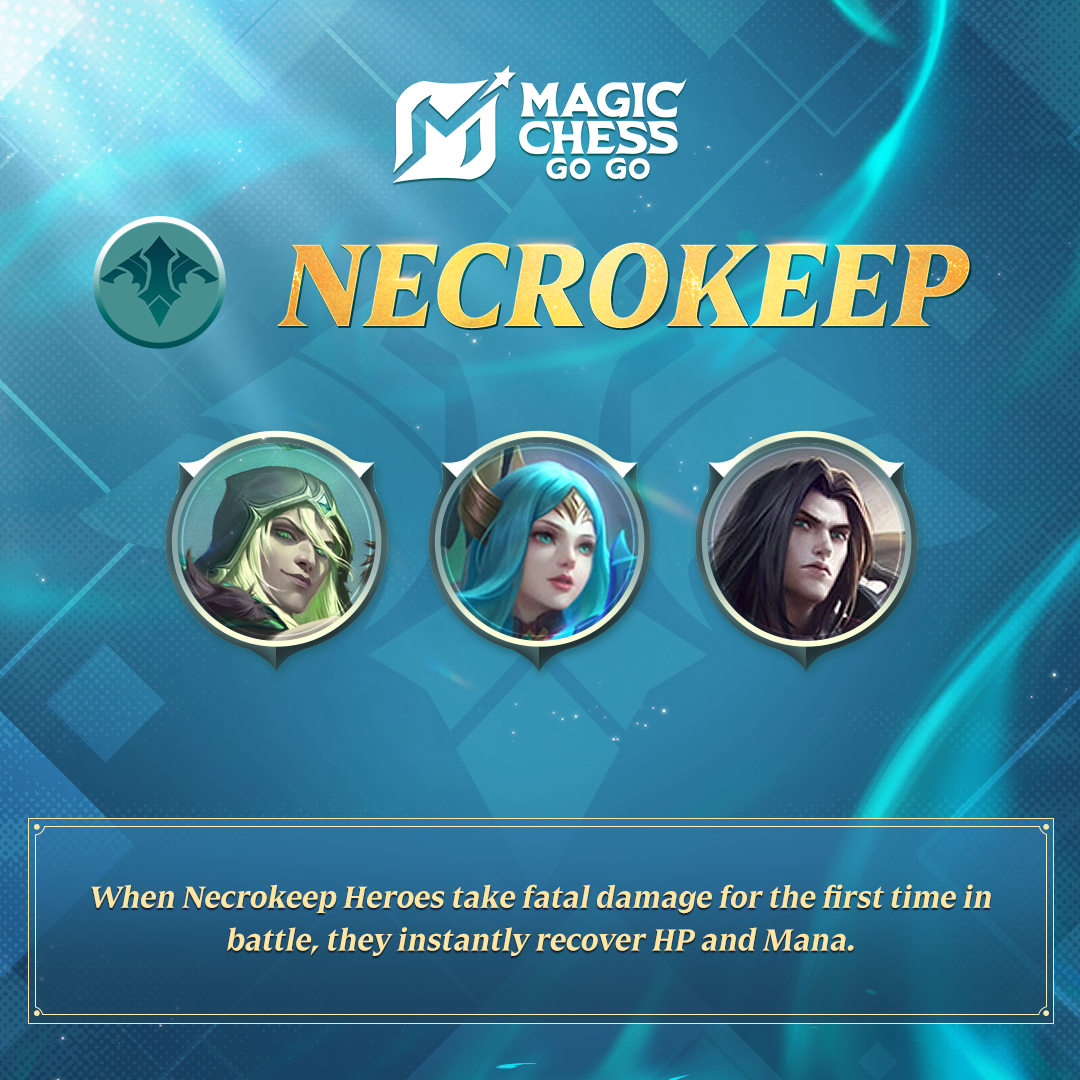 MAGIC
CHESS
GO GO
NECROKEEP
When Necrokeep Heroes take fatal damage for the first time in
battle, they instantly recover HP and Mana.